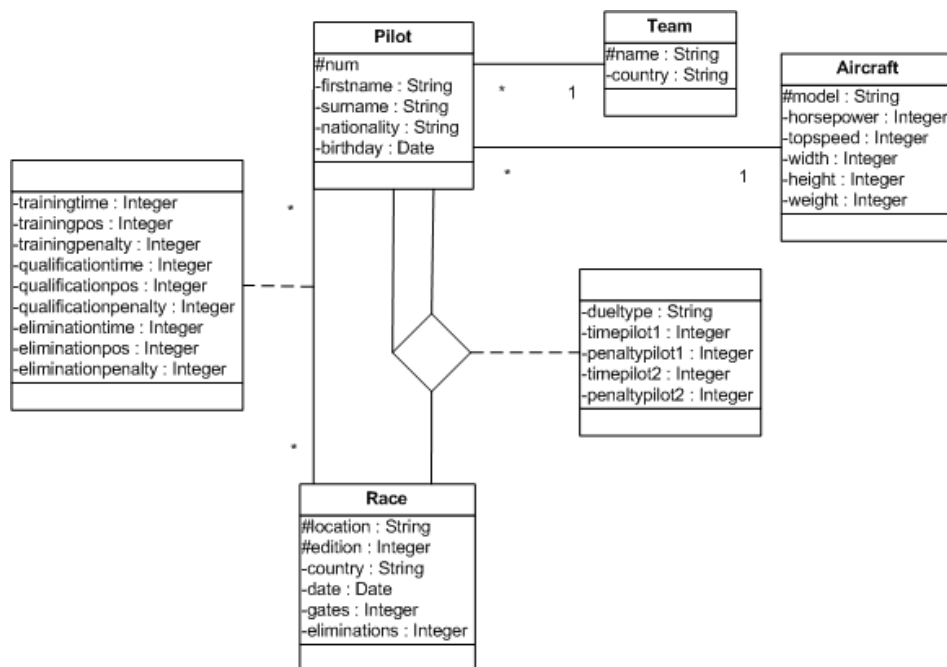 Pilot
#num
-firstname : String
-surname : String
-nationality : String
-birthday : Date
Team
#name : String
-country : String
* 1
Aircraft
#model : String
-horsepower : Integer
-topspeed : Integer
-width : Integer
-height : Integer
-weight : Integer
* 1
-trainingtime : Integer
-trainingpos : Integer
-trainingpenalty : Integer
-qualificationtime : Integer
-qualificationpos : Integer
-qualificationpenalty : Integer
-eliminationtime : Integer
-eliminationpos : Integer
-eliminationpenalty : Integer
*
*
-dueltype : String
-timepilot1 : Integer
-penaltypilot1 : Integer
-timepilot2 : Integer
-penaltypilot2 : Integer
Race
#location : String
#edition : Integer
-country : String
-date : Date
-gates : Integer
-eliminations : Integer